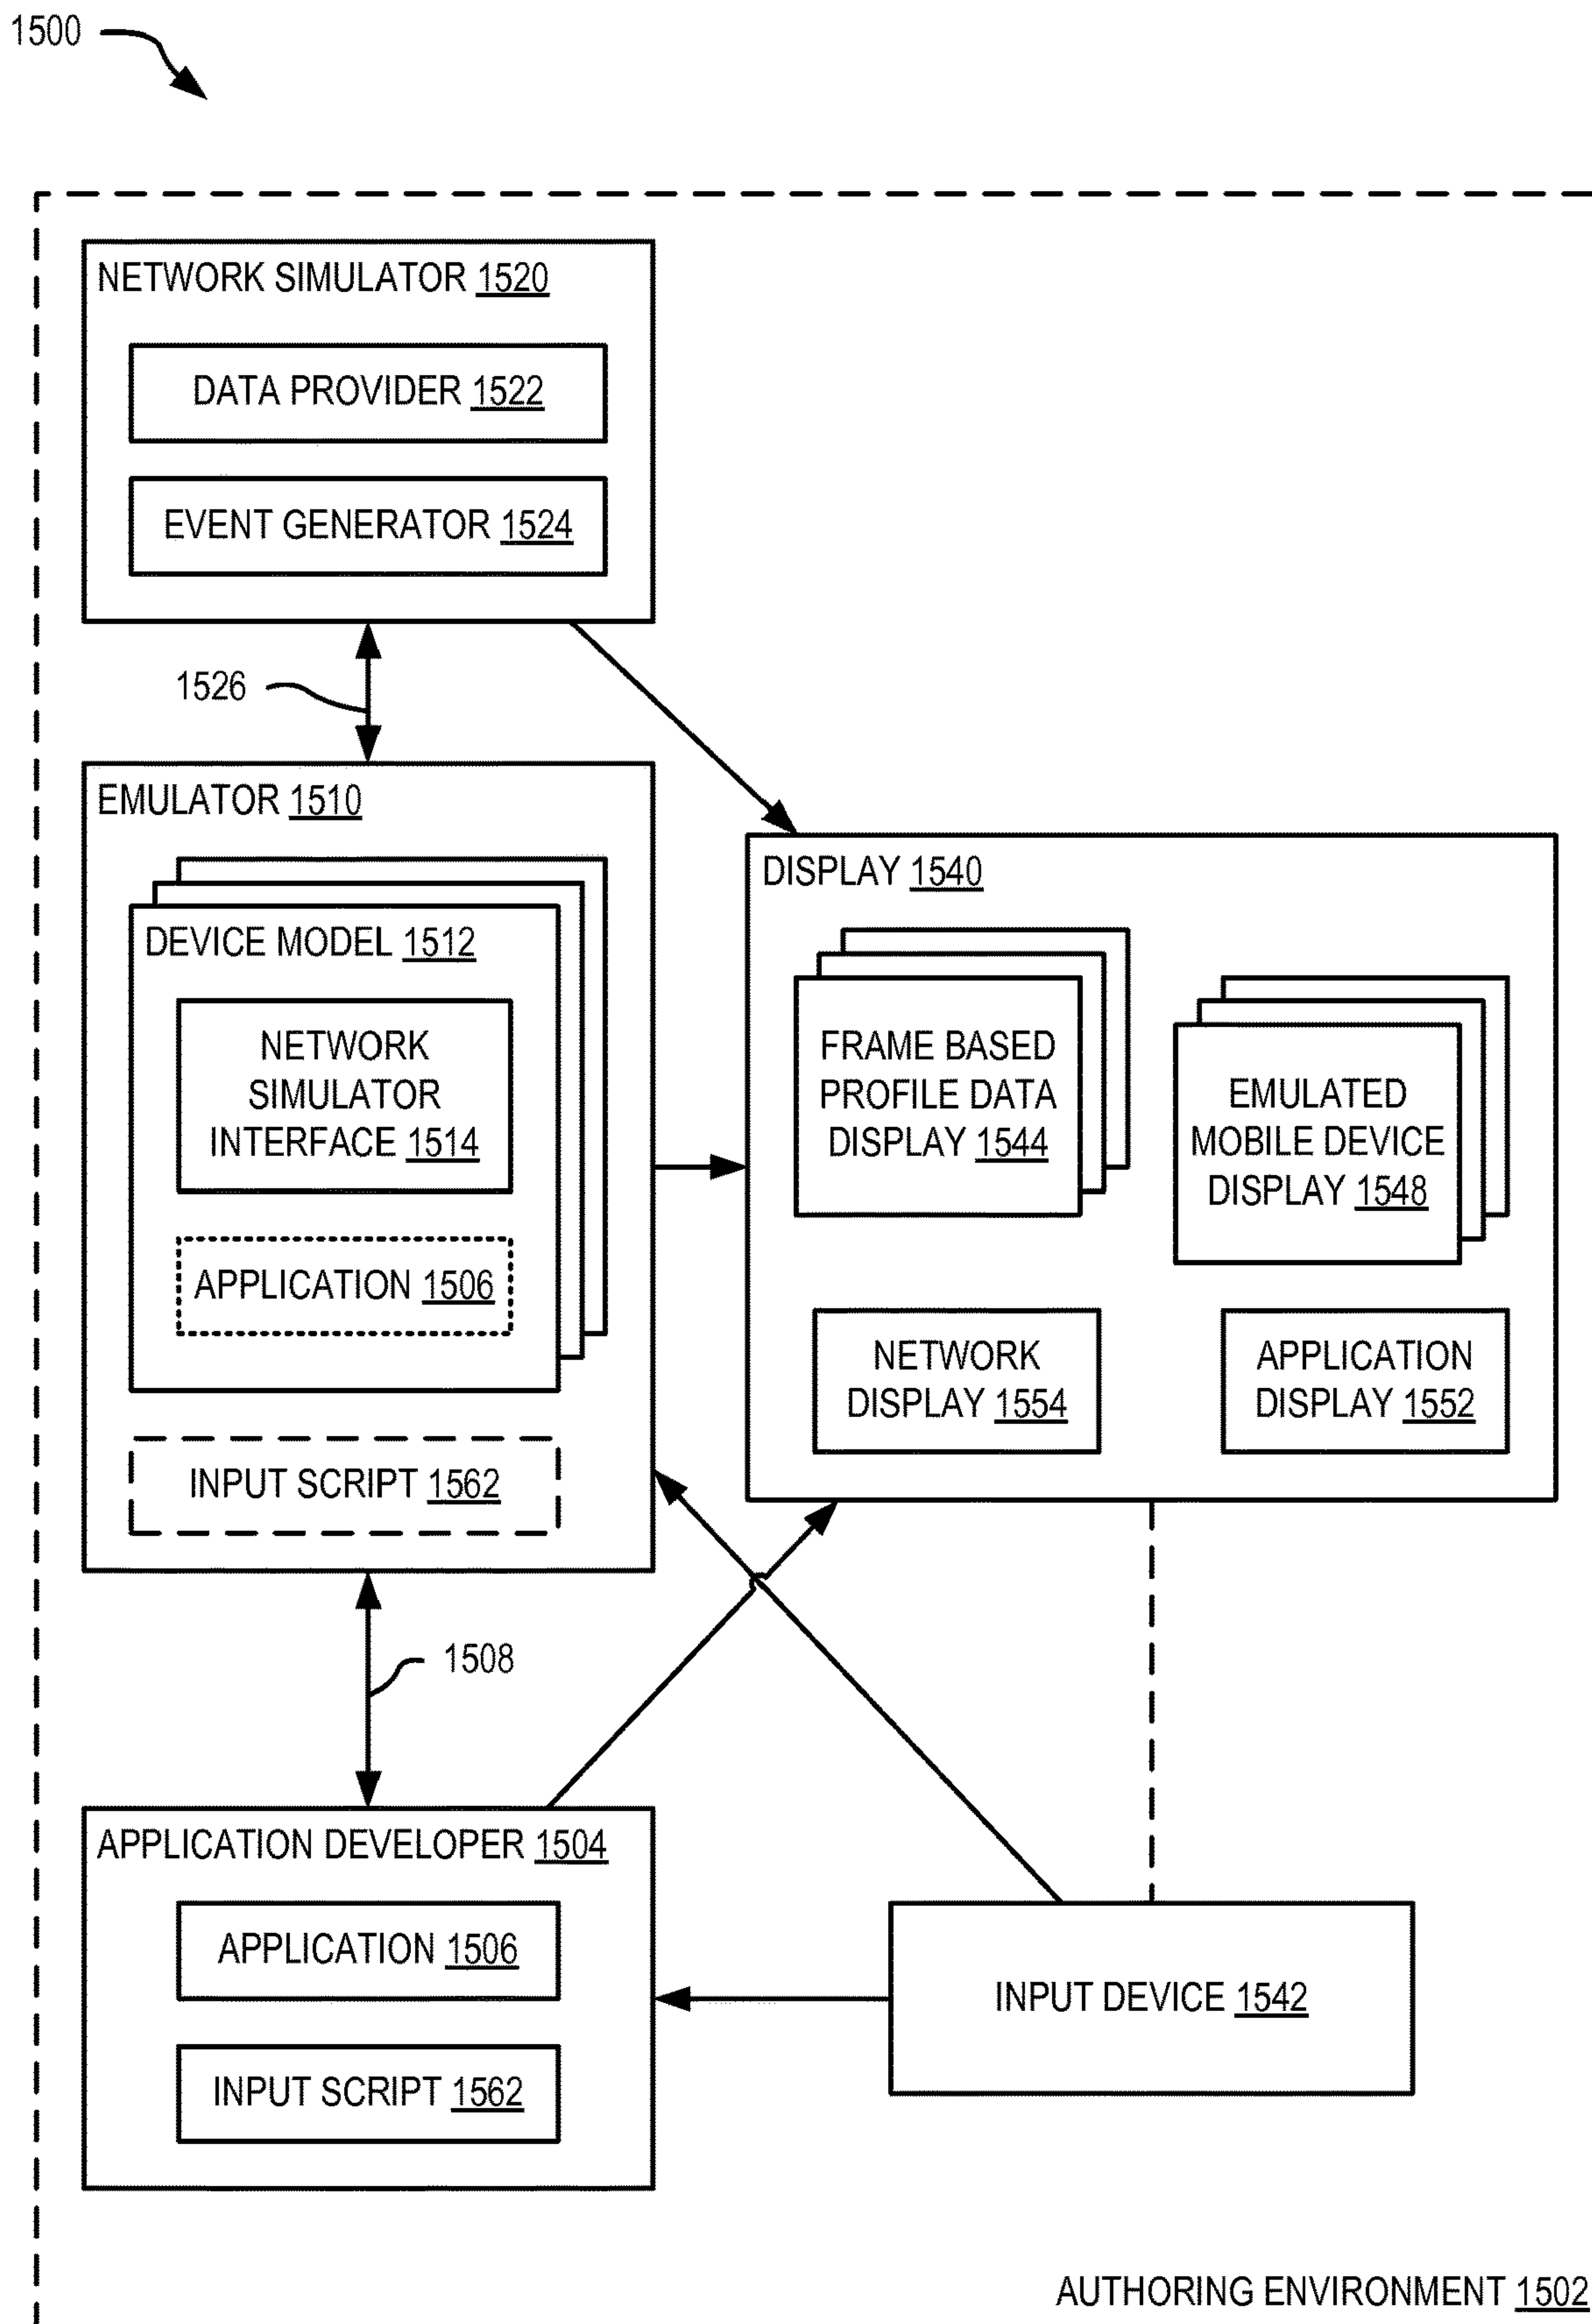 1500
NETWORK SIMULATOR 1520
DATA PROVIDER 1522
EVENT GENERATOR 1524
1526
EMULATOR 1510
DEVICE MODEL 1512
NETWORK
SIMULATOR
INTERFACE 1514
APPLICATION 1506
INPUT SCRIPT 1562
DISPLAY 1540
FRAME BASED
PROFILE DATA
DISPLAY 1544
EMULATED
MOBILE DEVICE
DISPLAY 1548
NETWORK
DISPLAY 1554
APPLICATION
DISPLAY 1552
1508
APPLICATION DEVELOPER 1504
APPLICATION 1506
INPUT SCRIPT 1562
INPUT DEVICE 1542
AUTHORING ENVIRONMENT 1502